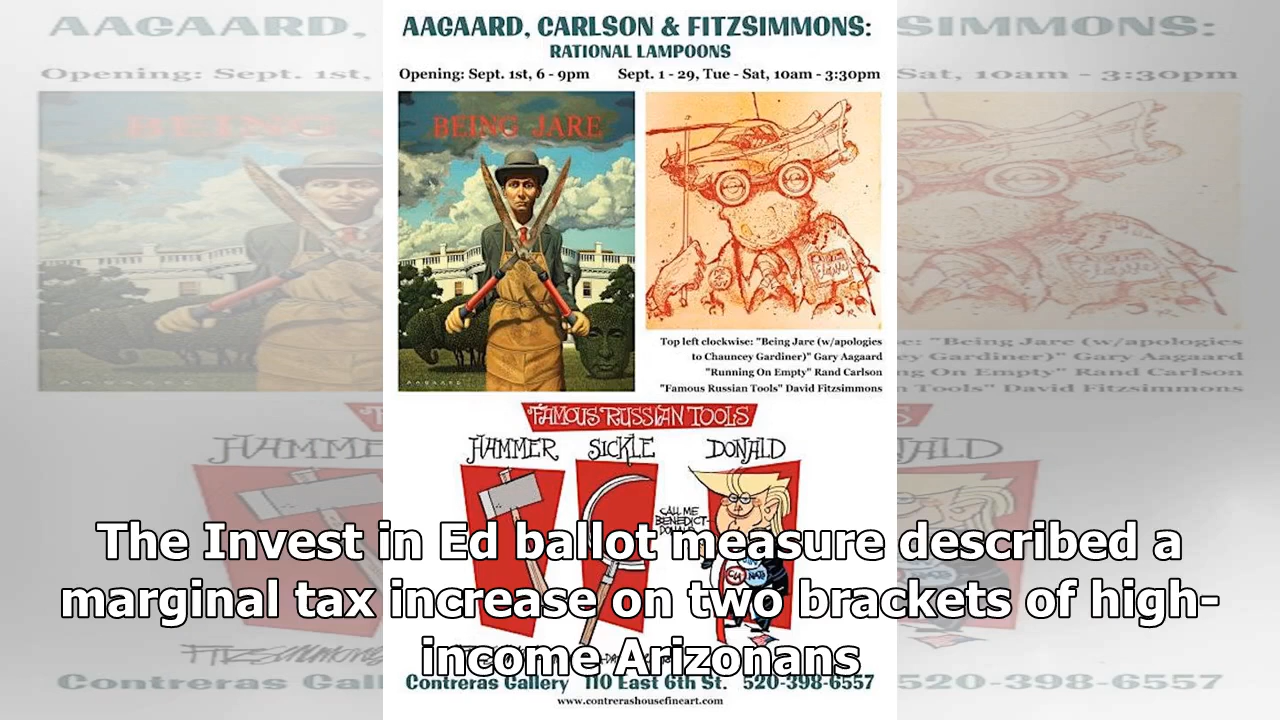 AAGAARD, CARLSON & FITZSIMMONS:
RATIONAL LAMPOONS
Opening: Sept. 1st, 6 - 9pm Sept. 1 - 29, Tue - Sat, 10am - 3:30pm
BEING JARE
AAGAARD
Top left clockwise: "Being Jare (w/apologies
to Chauncey Gardiner)" Gary Aagaard
"Running On Empty" Rand Carlson
"Famous Russian Tools" David Fitzsimmons
FAMOUS RUSSIAN TOOLS
HAMMER SICKLE DONALD
CALL ME
BENEDICT-
The Invest in Ed ballot measure described a
marginal tax increase on two brackets of high-
income Arizonans
Contreras Gallery 110 East 6th St. 520-398-6557
www.contrerashousefineart.com